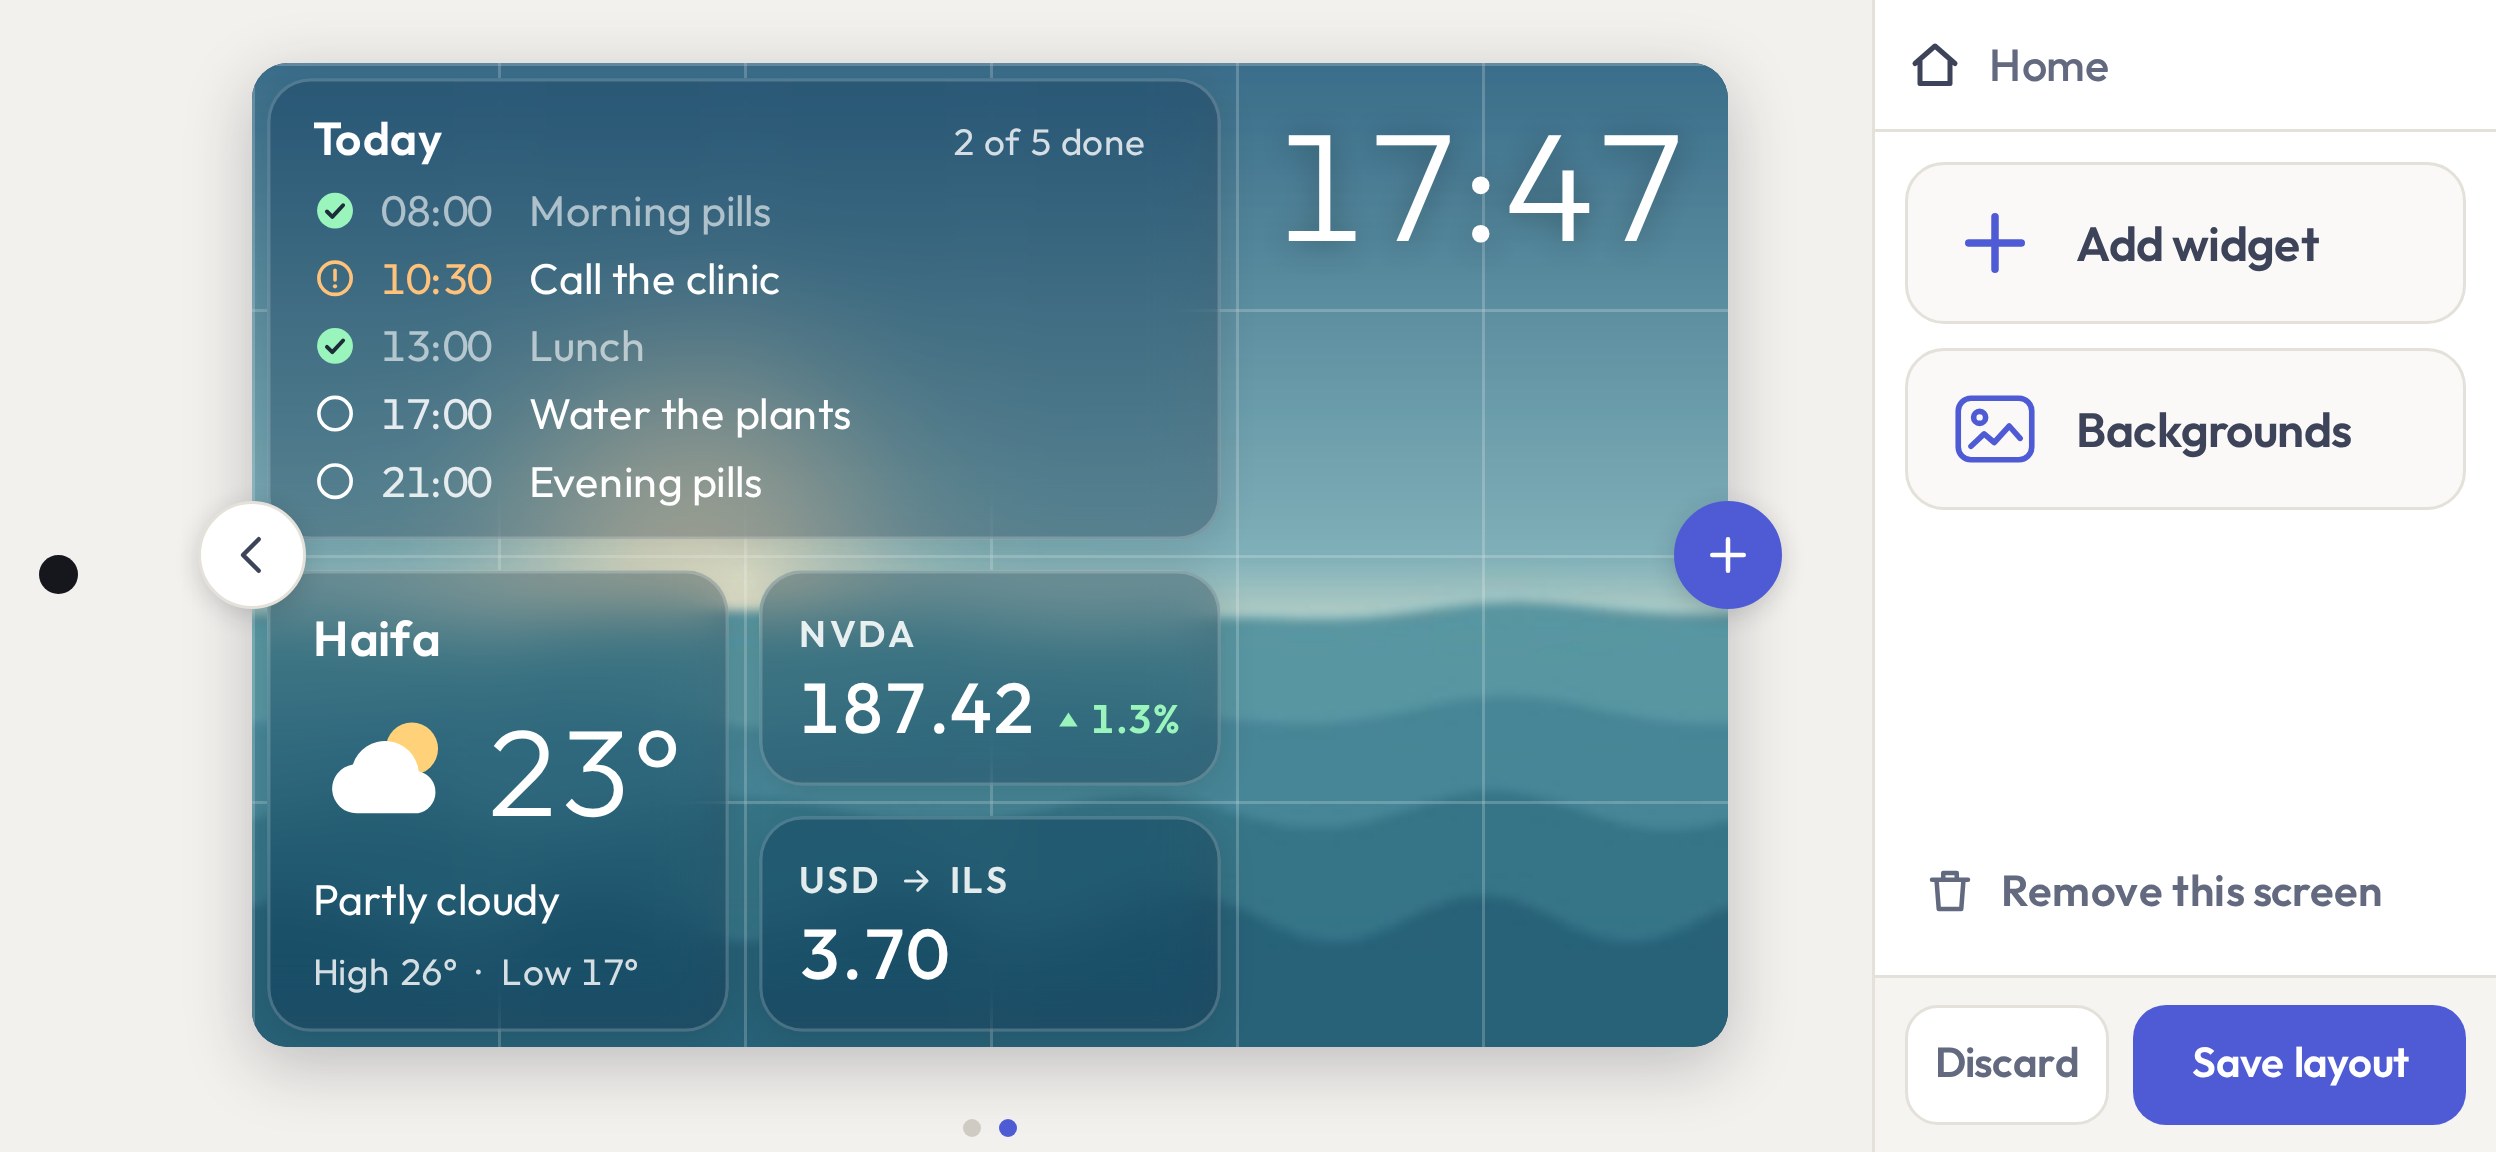 Today
2 of 5 done
08:00 Morning pills
10:30 Call the clinic
13:00 Lunch
17:00 Water the plants
21:00 Evening pills
17:47
Haifa
23°
Partly cloudy
High 26° · Low 17°
NVDA
187.42 ▲ 1.3%
USD → ILS
3.70
Home
Add widget
Backgrounds
Remove this screen
Discard
Save layout